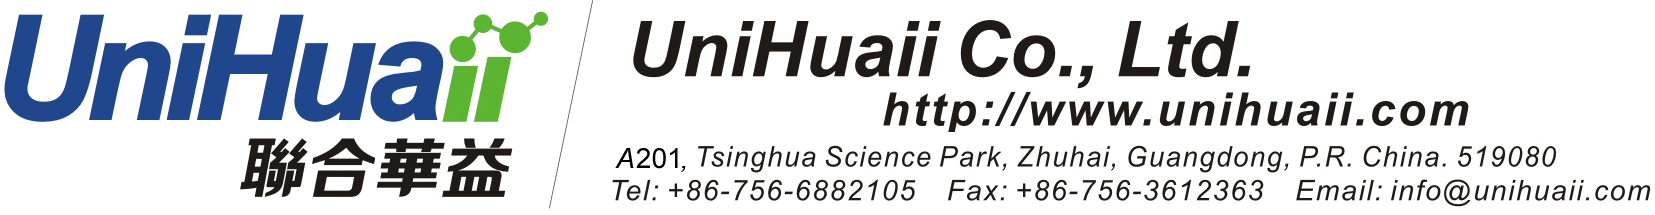 UniHuaii
聯合華益
UniHuaii Co., Ltd.
http://www.unihuaii.com
A201, Tsinghua Science Park, Zhuhai, Guangdong, P.R. China. 519080
Tel: +86-756-6882105 Fax: +86-756-3612363 Email: info@unihuaii.com